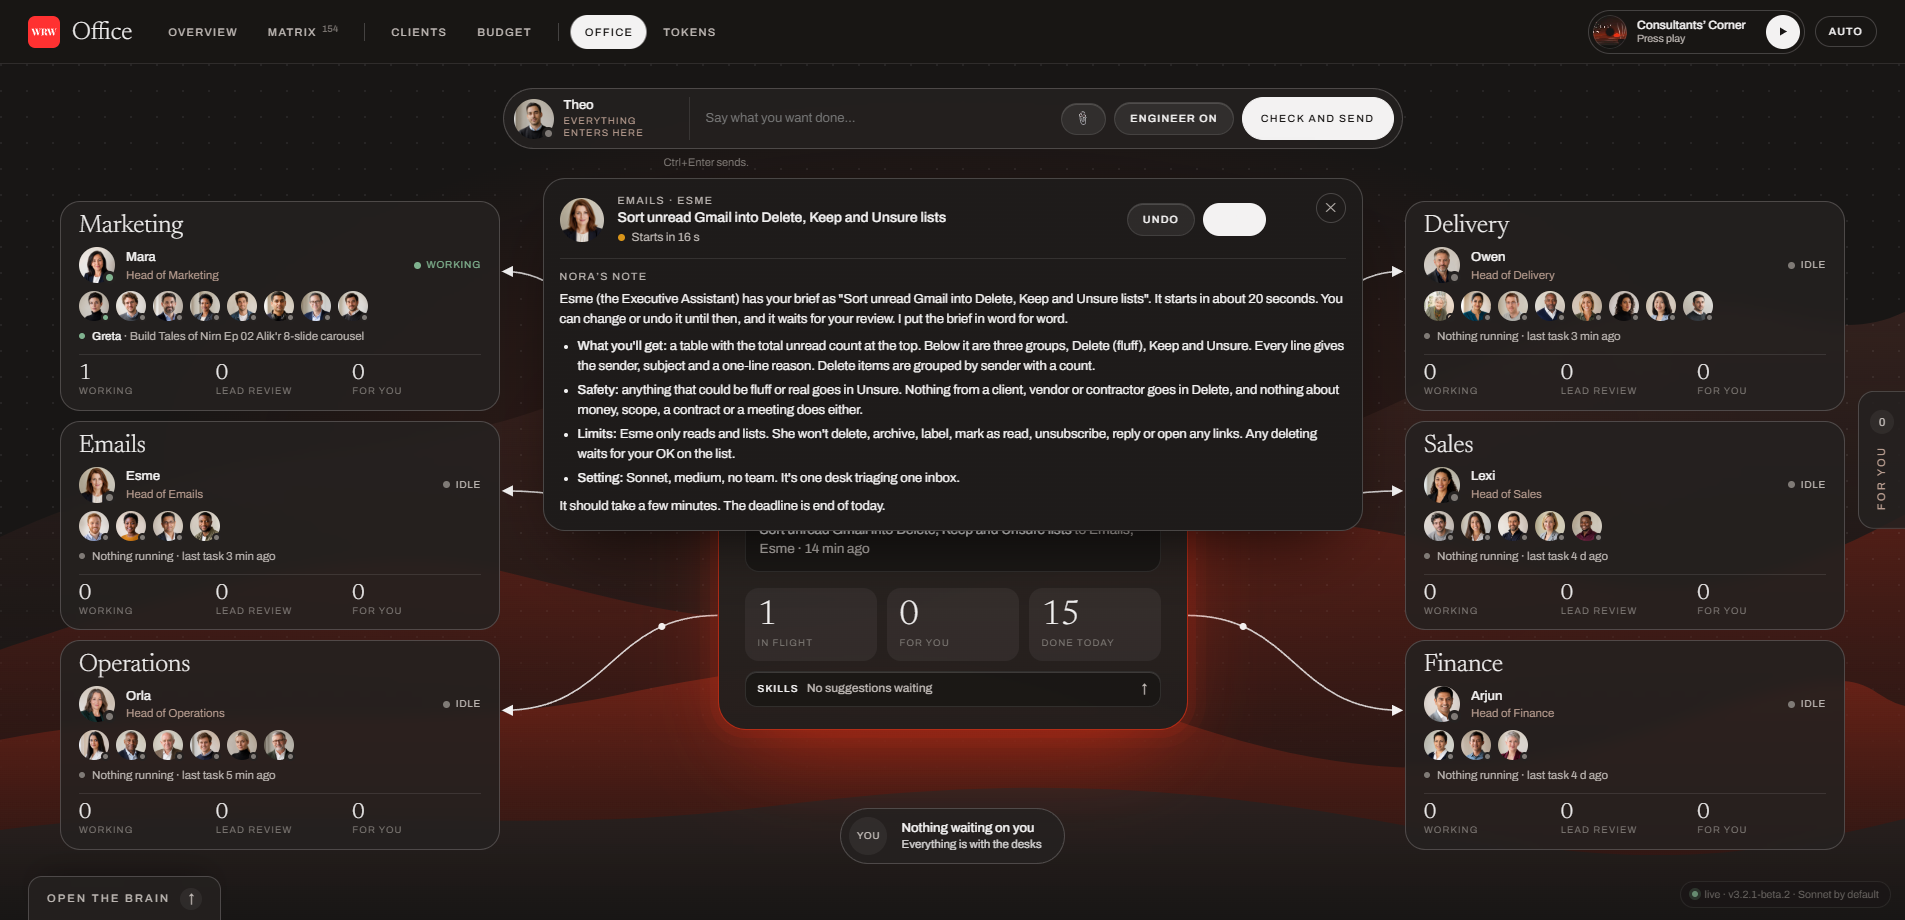 WRW Office OVERVIEW MATRIX 154 CLIENTS BUDGET OFFICE TOKENS
Consultants' Corner
Press play
AUTO
Theo
EVERYTHING
ENTERS HERE
Say what you want done...
ENGINEER ON
CHECK AND SEND
Ctrl+Enter sends.
EMAILS · ESME
Sort unread Gmail into Delete, Keep and Unsure lists
Starts in 16 s
UNDO
NORA'S NOTE
Esme (the Executive Assistant) has your brief as "Sort unread Gmail into Delete, Keep and Unsure lists". It starts in about 20 seconds. You
can change or undo it until then, and it waits for your review. I put the brief in word for word.
• What you'll get: a table with the total unread count at the top. Below it are three groups, Delete (fluff), Keep and Unsure. Every line gives
the sender, subject and a one-line reason. Delete items are grouped by sender with a count.
• Safety: anything that could be fluff or real goes in Unsure. Nothing from a client, vendor or contractor goes in Delete, and nothing about
money, scope, a contract or a meeting does either.
• Limits: Esme only reads and lists. She won't delete, archive, label, mark as read, unsubscribe, reply or open any links. Any deleting
waits for your OK on the list.
• Setting: Sonnet, medium, no team. It's one desk triaging one inbox.
It should take a few minutes. The deadline is end of today.
Sort unread Gmail into Delete, Keep and Unsure lists to Emails,
Esme · 14 min ago
1 0 15
IN FLIGHT FOR YOU DONE TODAY
SKILLS No suggestions waiting ↑
YOU
Nothing waiting on you
Everything is with the desks
Marketing
Mara
Head of Marketing
WORKING
Greta · Build Tales of Nirn Ep 02 Alik'r 8-slide carousel
1 0 0
WORKING LEAD REVIEW FOR YOU
Emails
Esme
Head of Emails
IDLE
Nothing running · last task 3 min ago
0 0 0
WORKING LEAD REVIEW FOR YOU
Operations
Orla
Head of Operations
IDLE
Nothing running · last task 5 min ago
0 0 0
WORKING LEAD REVIEW FOR YOU
Delivery
Owen
Head of Delivery
IDLE
Nothing running · last task 3 min ago
0 0 0
WORKING LEAD REVIEW FOR YOU
Sales
Lexi
Head of Sales
IDLE
Nothing running · last task 4 d ago
0 0 0
WORKING LEAD REVIEW FOR YOU
Finance
Arjun
Head of Finance
IDLE
Nothing running · last task 4 d ago
0 0 0
WORKING LEAD REVIEW FOR YOU
0
FOR YOU
OPEN THE BRAIN ↑
live · v3.2.1-beta.2 · Sonnet by default